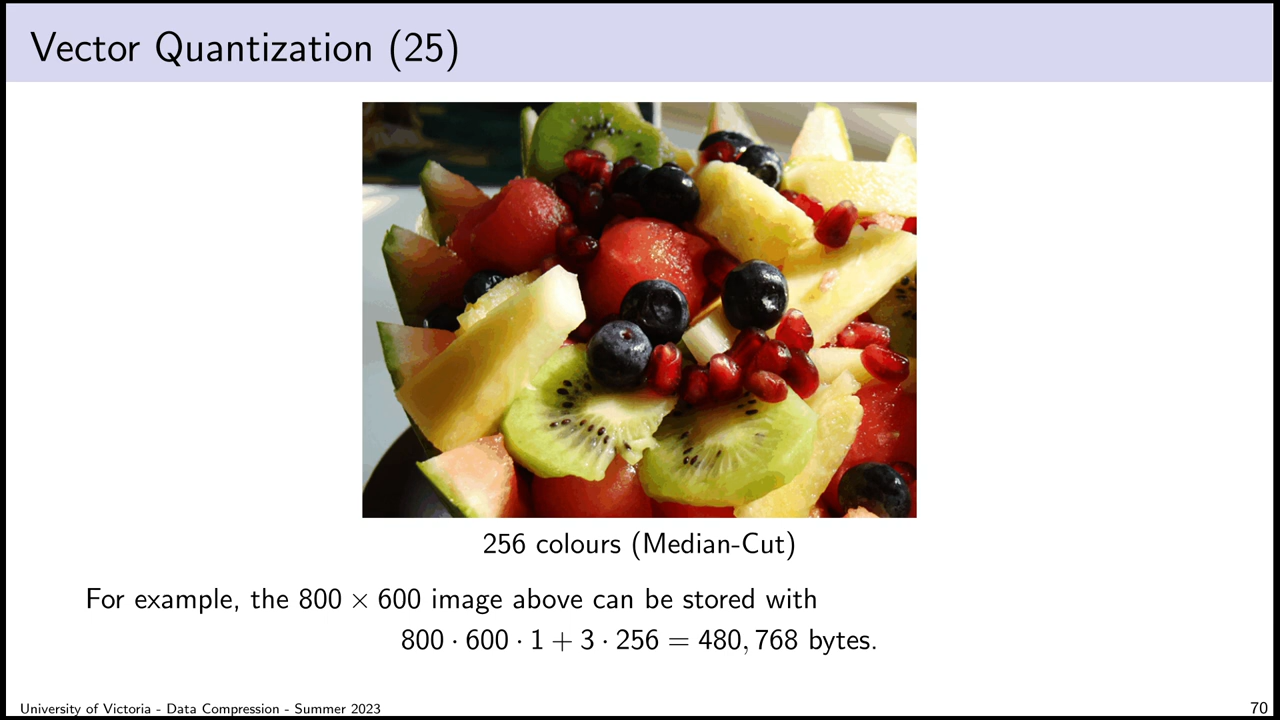 Vector Quantization (25)
256 colours (Median-Cut)
For example, the 800 × 600 image above can be stored with
800 · 600 · 1 + 3 · 256 = 480, 768 bytes.
University of Victoria - Data Compression - Summer 2023
70